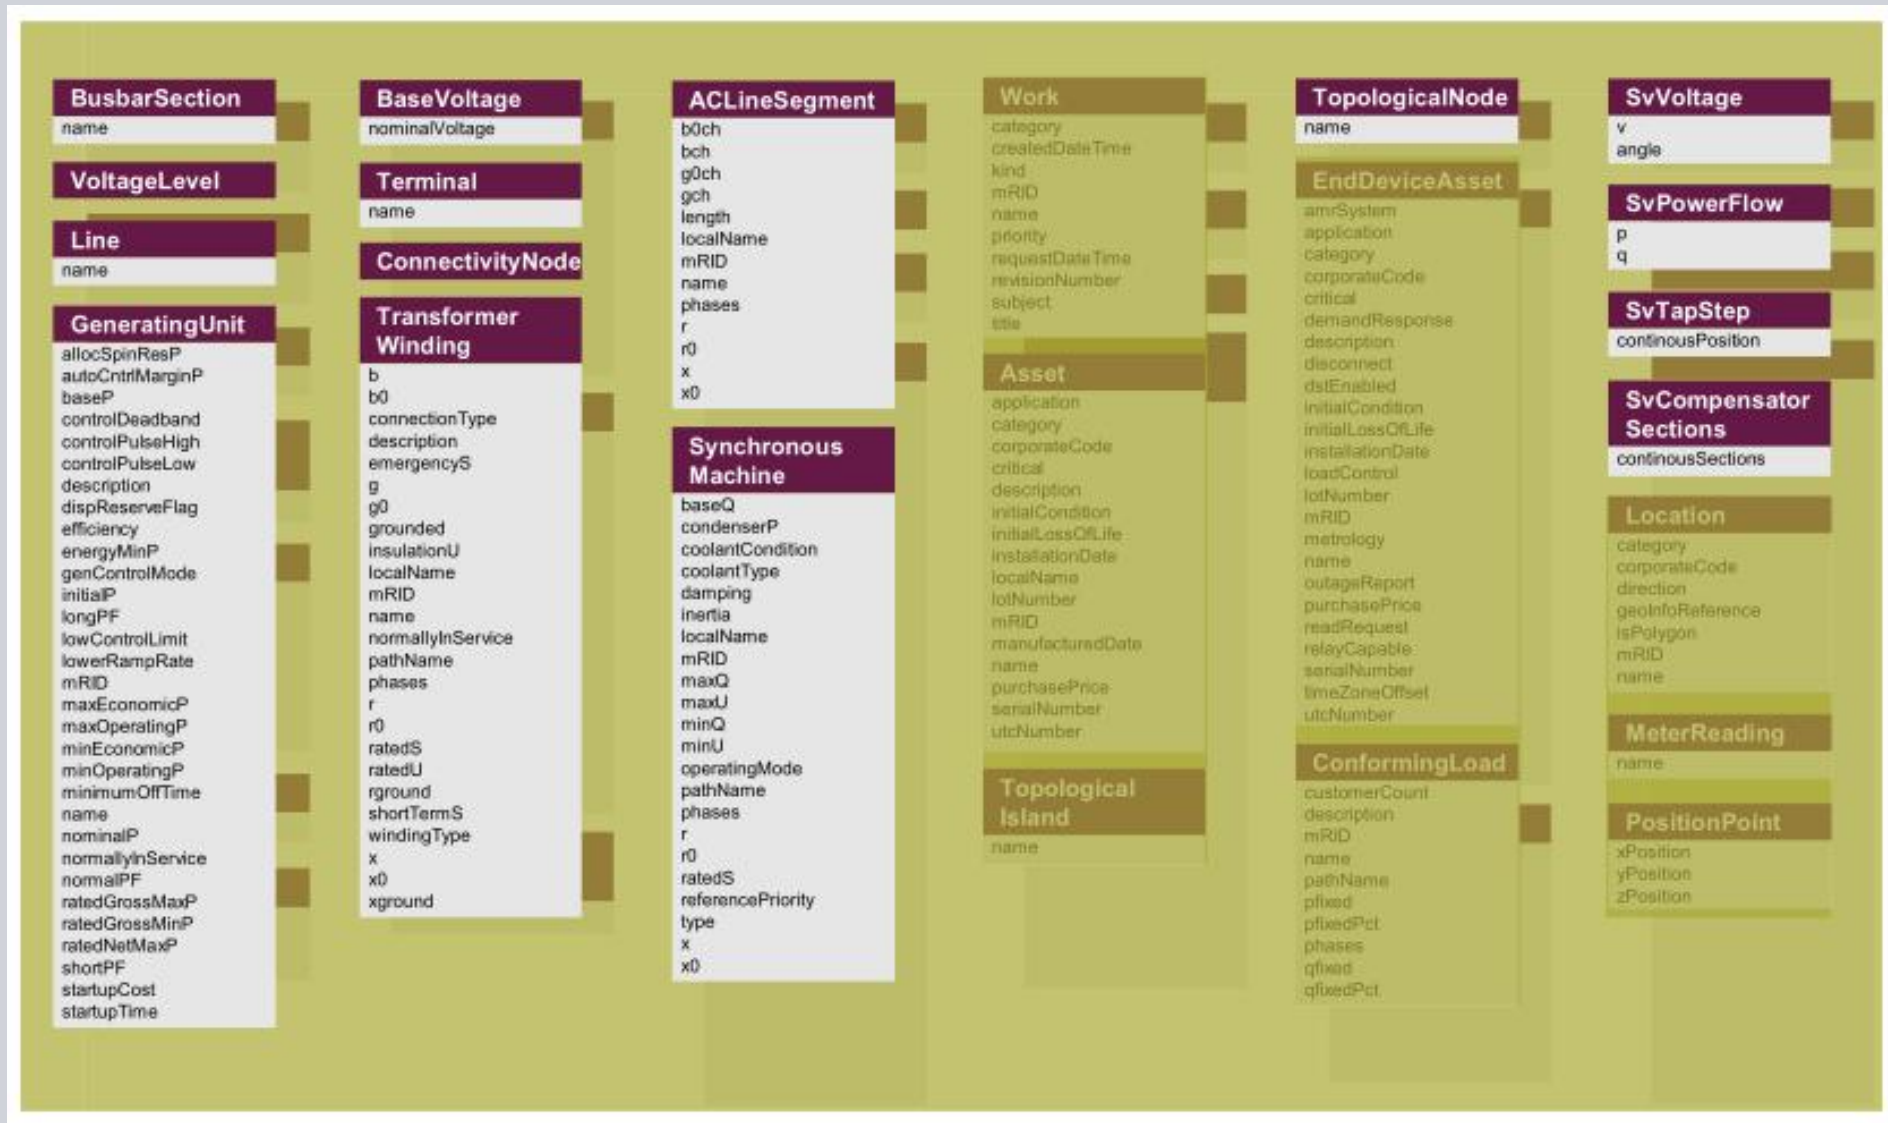 BusbarSection
name
VoltageLevel
Line
name
GeneratingUnit
allocSpinResP
autoCntrlMarginP
baseP
controlDeadband
controlPulseHigh
controlPulseLow
description
dispReserveFlag
efficiency
energyMinP
genControlMode
initialP
longPF
lowControlLimit
lowerRampRate
mRID
maxEconomicP
maxOperatingP
minEconomicP
minOperatingP
minimumOffTime
name
nominalP
normallyInService
normalPF
ratedGrossMaxP
ratedGrossMinP
ratedNetMaxP
shortPF
startupCost
startupTime
BaseVoltage
nominalVoltage
Terminal
name
ConnectivityNode
Transformer
Winding
b
b0
connectionType
description
emergencyS
g
g0
grounded
insulationU
localName
mRID
name
normallyInService
pathName
phases
r
r0
ratedS
ratedU
rground
shortTermS
windingType
x
x0
xground
ACLineSegment
b0ch
bch
g0ch
gch
length
localName
mRID
name
phases
r
r0
x
x0
Synchronous
Machine
baseQ
condenserP
coolantCondition
coolantType
damping
inertia
localName
mRID
maxQ
maxU
minQ
minU
operatingMode
pathName
phases
r
r0
ratedS
referencePriority
type
x
x0
Work
category
createdDateTime
kind
mRID
name
priority
requestDateTime
revisionNumber
subject
title
Asset
application
category
corporateCode
critical
description
initialCondition
initialLossOfLife
installationDate
localName
lotNumber
mRID
manufacturedDate
name
purchasePrice
serialNumber
utcNumber
Topological
Island
name
TopologicalNode
name
EndDeviceAsset
amrSystem
application
category
corporateCode
critical
demandResponse
description
disconnect
dstEnabled
initialCondition
initialLossOfLife
installationDate
loadControl
lotNumber
mRID
metrology
name
outageReport
purchasePrice
readRequest
relayCapable
serialNumber
timeZoneOffset
utcNumber
ConformingLoad
customerCount
description
mRID
name
pathName
pfixed
pfixedPct
phases
qfixed
qfixedPct
SvVoltage
v
angle
SvPowerFlow
p
q
SvTapStep
continousPosition
SvCompensator
Sections
continousSections
Location
category
corporateCode
direction
geoInfoReference
isPolygon
mRID
name
MeterReading
name
PositionPoint
xPosition
yPosition
zPosition